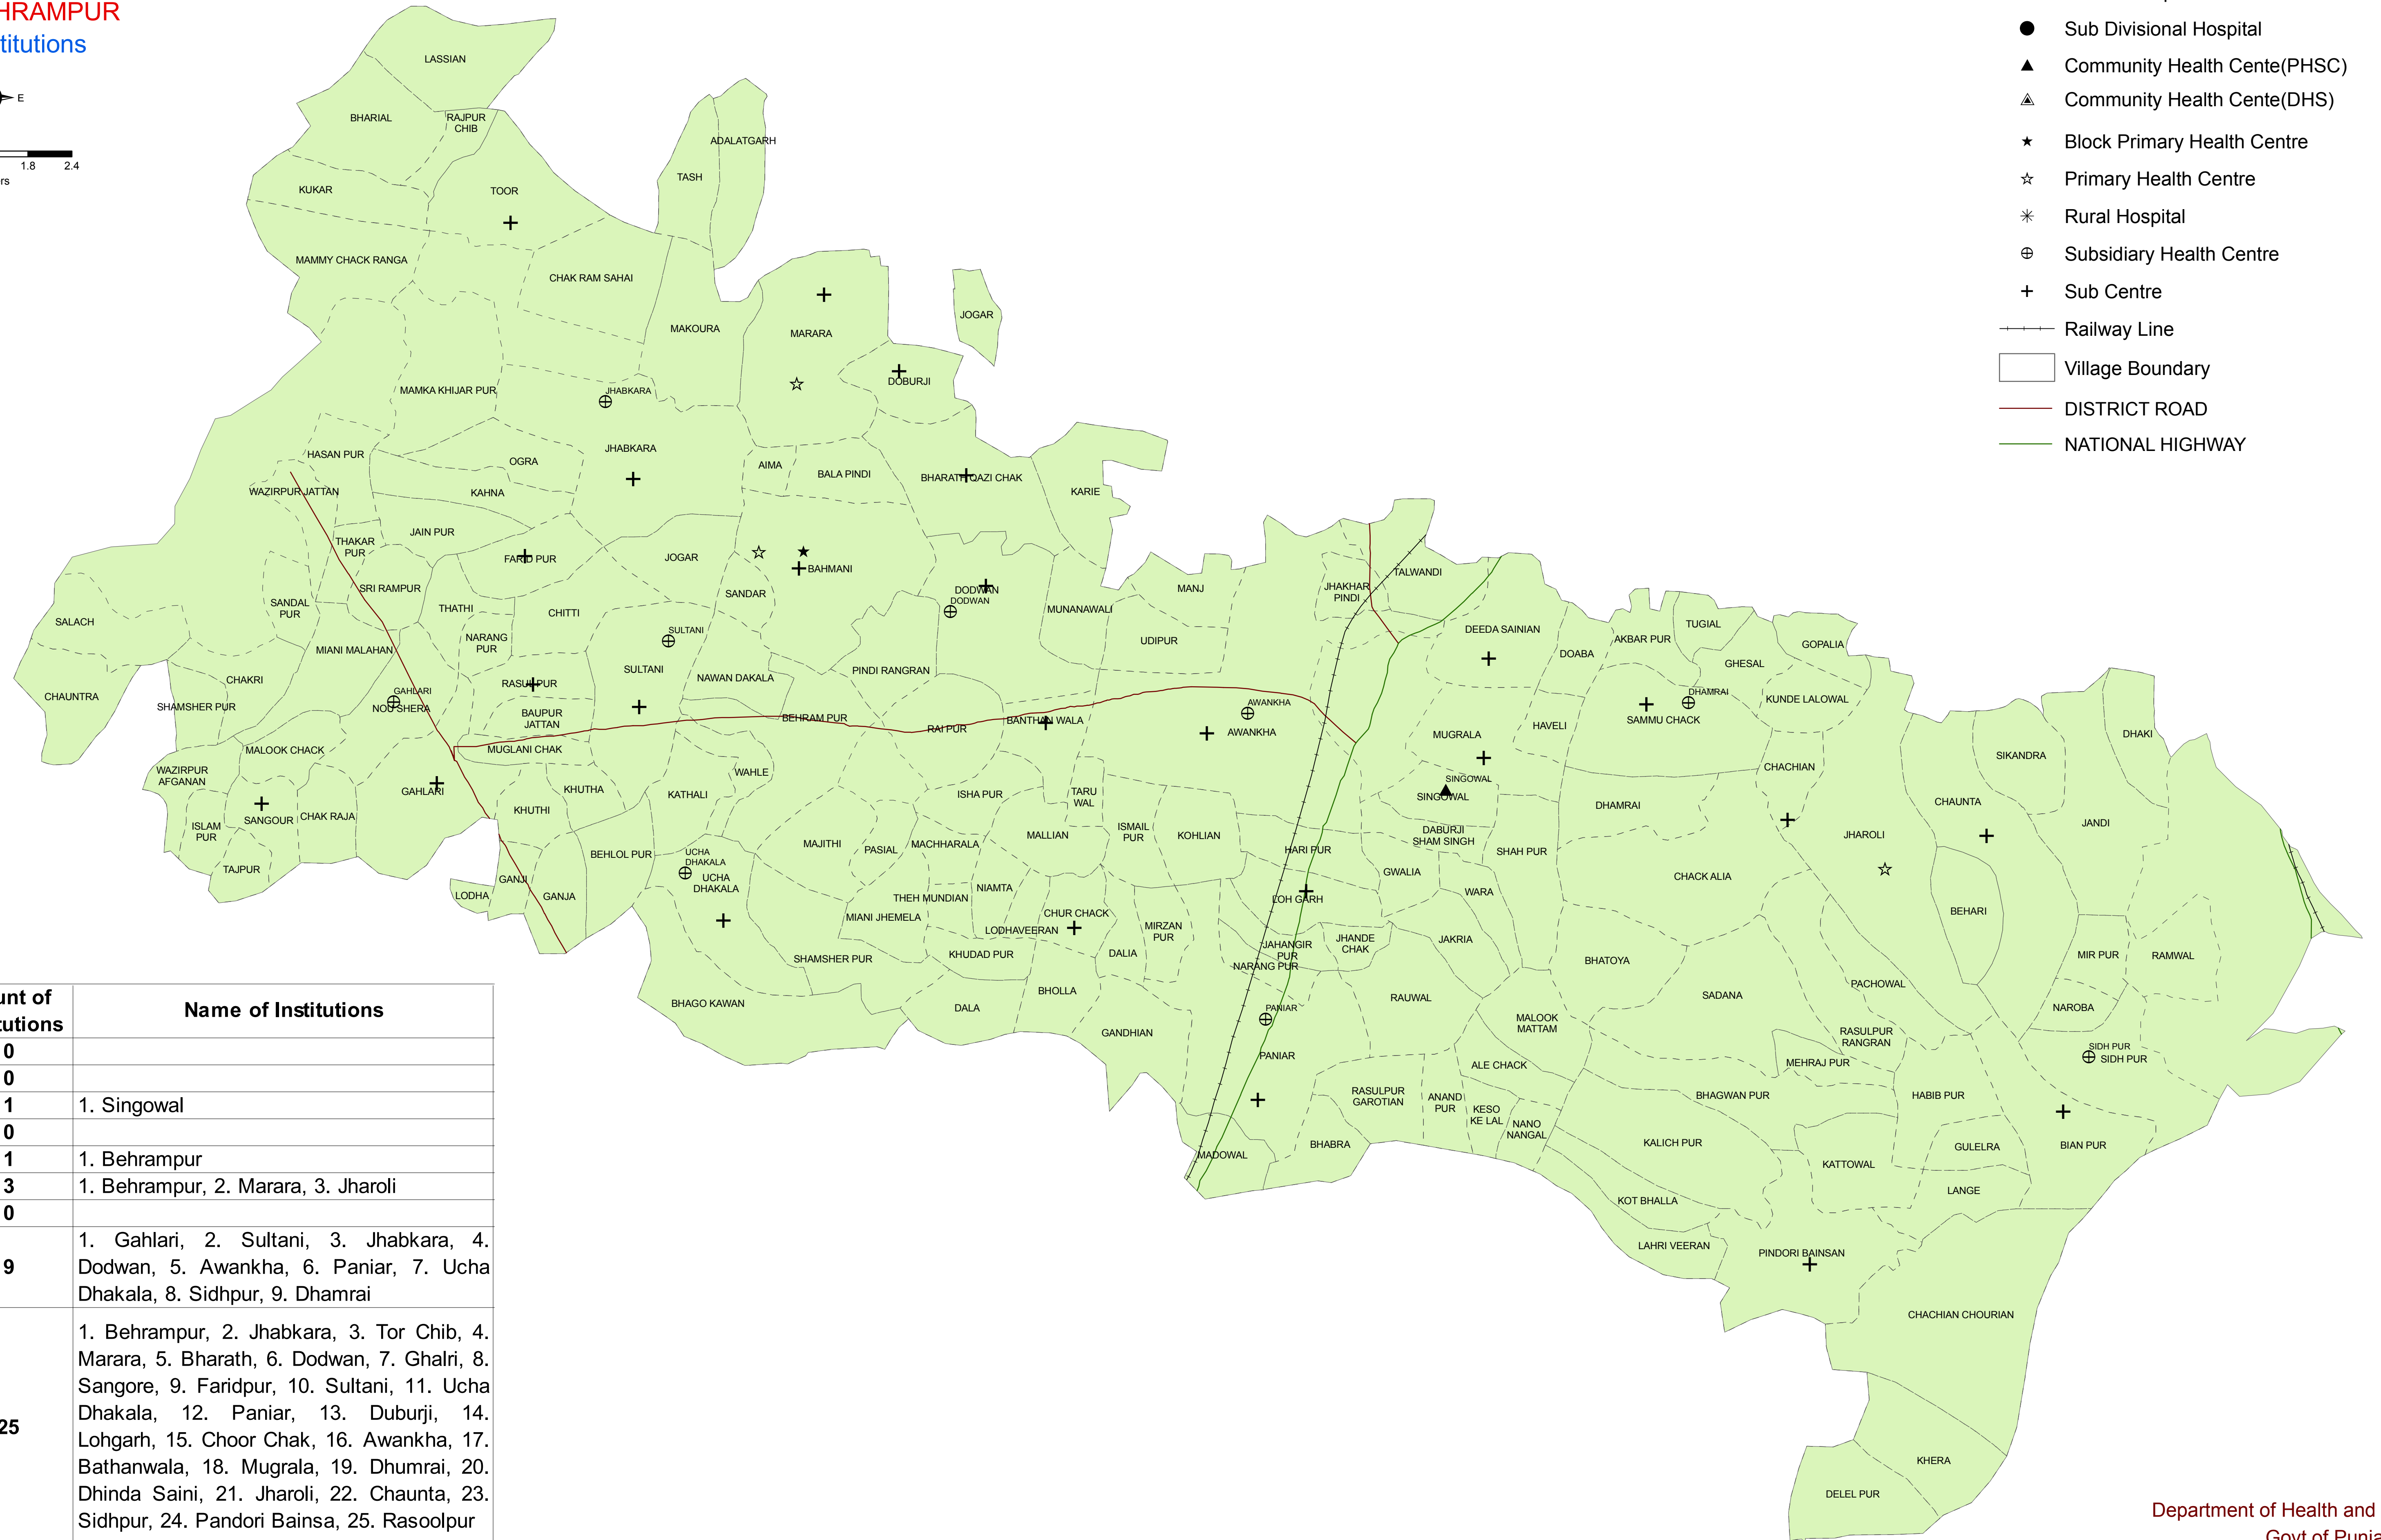 HRAMPUR
titutions
E
1.8 2.4
rs
Sub Divisional Hospital
Community Health Cente(PHSC)
Community Health Cente(DHS)
Block Primary Health Centre
Primary Health Centre
Rural Hospital
Subsidiary Health Centre
Sub Centre
Railway Line
Village Boundary
DISTRICT ROAD
NATIONAL HIGHWAY
LASSIAN
BHARIAL
RAJPUR
CHIB
ADALATGARH
TASH
KUKAR
TOOR
MAMMY CHACK RANGA
CHAK RAM SAHAI
MAKOURA
MARARA
JOGAR
DOBURJI
MAMKA KHIJAR PUR
JHABKARA
JHABKARA
HASAN PUR
OGRA
AIMA
BALA PINDI
BHARATH QAZI CHAK
KARIE
WAZIRPUR JATTAN
KAHNA
JAIN PUR
THAKAR
PUR
FARID PUR
JOGAR
BAHMANI
SRI RAMPUR
SANDAR
DODWAN
DODWAN
MUNANAWALI
MANJ
JHAKHAR
PINDI
TALWANDI
SANDAL
PUR
THATHI
CHITTI
SALACH
NARANG
PUR
SULTANI
UDIPUR
DEEDA SAINIAN
AKBAR PUR
TUGIAL
GOPALIA
DOABA
GHESAL
MIANI MALAHAN
SULTANI
PINDI RANGRAN
NAWAN DAKALA
CHAKRI
CHAUNTRA
SHAMSHER PUR
GAHLARI
NOU SHERA
RASUL PUR
BAUPUR
JATTAN
BEHRAM PUR
RAI PUR
BANTHAN WALA
AWANKHA
AWANKHA
DHAMRAI
SAMMU CHACK
KUNDE LALOWAL
HAVELI
MUGRALA
DHAKI
SIKANDRA
MALOOK CHACK
MUGLANI CHAK
WAZIRPUR
AFGANAN
WAHLE
KHUTHA
KATHALI
ISHA PUR
TARU
WAL
CHACHIAN
SINGOWAL
SINGOWAL
GAHLARI
KHUTHI
DHAMRAI
CHAUNTA
JANDI
SANGOUR
CHAK RAJA
ISLAM
PUR
MALLIAN
ISMAIL
PUR
KOHLIAN
DABURJI
SHAM SINGH
JHAROLI
MAJITHI
PASIAL
MACHHARALA
HARI PUR
SHAH PUR
BEHLOL PUR
UCHA
DHAKALA
UCHA
DHAKALA
TAJPUR
GANJI
LODHA
GANJA
GWALIA
CHACK ALIA
NIAMTA
THEH MUNDIAN
WARA
LOH GARH
BEHARI
MIANI JHEMELA
CHUR CHACK
LODHAVEERAN
MIRZAN
PUR
JAHANGIR
PUR
JHANDE
CHAK
JAKRIA
KHUDAD PUR
DALIA
SHAMSHER PUR
NARANG PUR
BHATOYA
MIR PUR
RAMWAL
PACHOWAL
BHAGO KAWAN
BHOLLA
DALA
RAUWAL
SADANA
NAROBA
PANIAR
GANDHIAN
MALOOK
MATTAM
RASULPUR
RANGRAN
SIDH PUR
SIDH PUR
PANIAR
ALE CHACK
MEHRAJ PUR
RASULPUR
GAROTIAN
ANAND
PUR
KESO
KE LAL
NANO
NANGAL
BHAGWAN PUR
HABIB PUR
MADOWAL
BHABRA
KALICH PUR
KATTOWAL
GULELRA
BIAN PUR
LANGE
KOT BHALLA
LAHRI VEERAN
PINDORI BAINSAN
CHACHIAN CHOURIAN
KHERA
DELEL PUR
unt of
tutions
Name of Institutions
0
0
1 1. Singowal
0
1 1. Behrampur
3 1. Behrampur, 2. Marara, 3. Jharoli
0
9
1. Gahlari, 2. Sultani, 3. Jhabkara, 4.
Dodwan, 5. Awankha, 6. Paniar, 7. Ucha
Dhakala, 8. Sidhpur, 9. Dhamrai
25
1. Behrampur, 2. Jhabkara, 3. Tor Chib, 4.
Marara, 5. Bharath, 6. Dodwan, 7. Ghalri, 8.
Sangore, 9. Faridpur, 10. Sultani, 11. Ucha
Dhakala, 12. Paniar, 13. Duburji, 14.
Lohgarh, 15. Choor Chak, 16. Awankha, 17.
Bathanwala, 18. Mugrala, 19. Dhumrai, 20.
Dhinda Saini, 21. Jharoli, 22. Chaunta, 23.
Sidhpur, 24. Pandori Bainsa, 25. Rasoolpur
Department of Health and
Govt of Punja